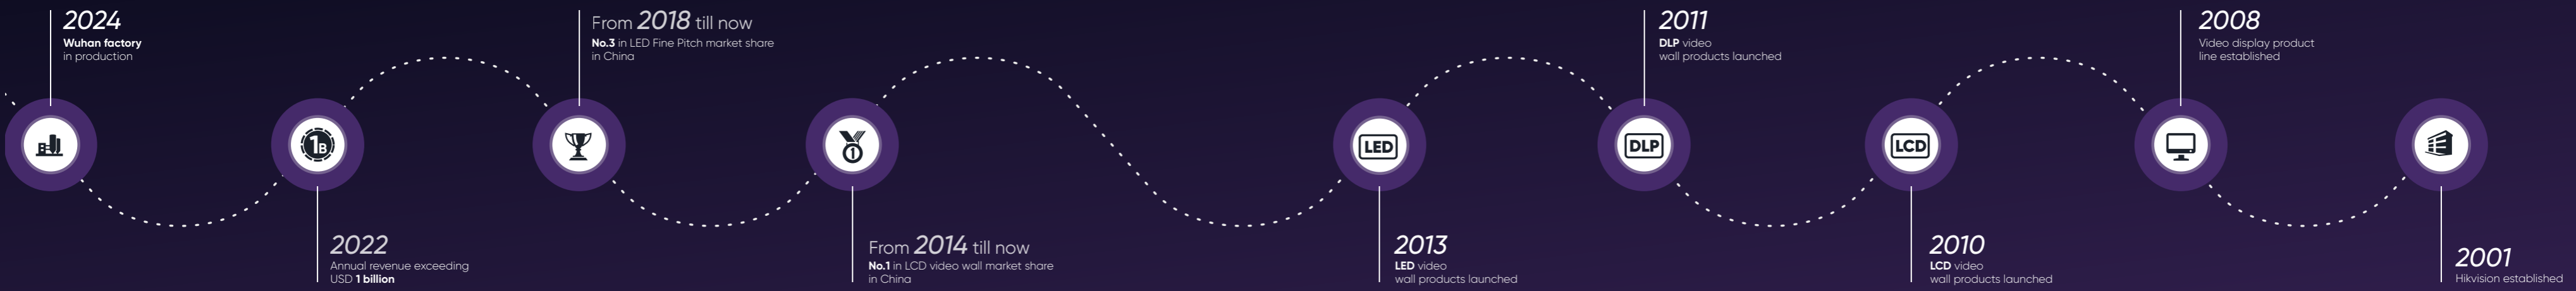 2024
Wuhan factory
in production
1B
2022
Annual revenue exceeding
USD 1 billion
From 2018 till now
No.3 in LED Fine Pitch market share
in China
1
From 2014 till now
No.1 in LCD video wall market share
in China
LED
2013
LED video
wall products launched
2011
DLP video
wall products launched
DLP
LCD
2010
LCD video
wall products launched
2008
Video display product
line established
2001
Hikvision established